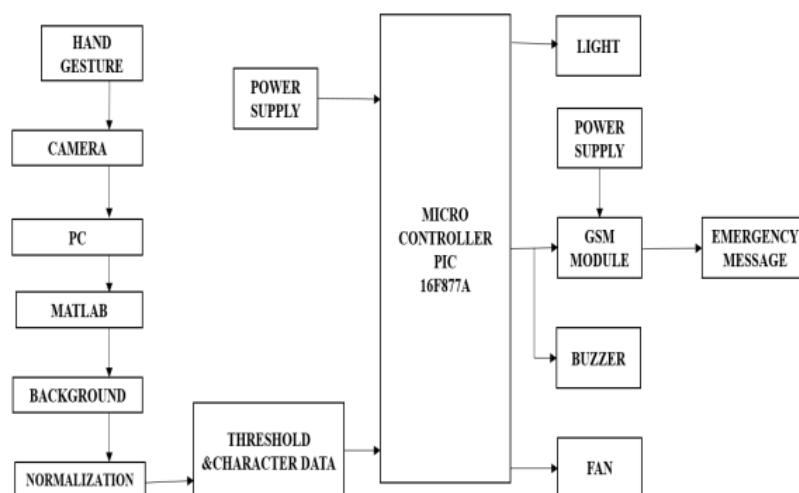 HAND
GESTURE
CAMERA
PC
MATLAB
BACKGROUND
NORMALIZATION
THRESHOLD
&CHARACTER DATA
POWER
SUPPLY
MICRO
CONTROLLER
PIC
16F877A
LIGHT
POWER
SUPPLY
GSM
MODULE
EMERGENCY
MESSAGE
BUZZER
FAN